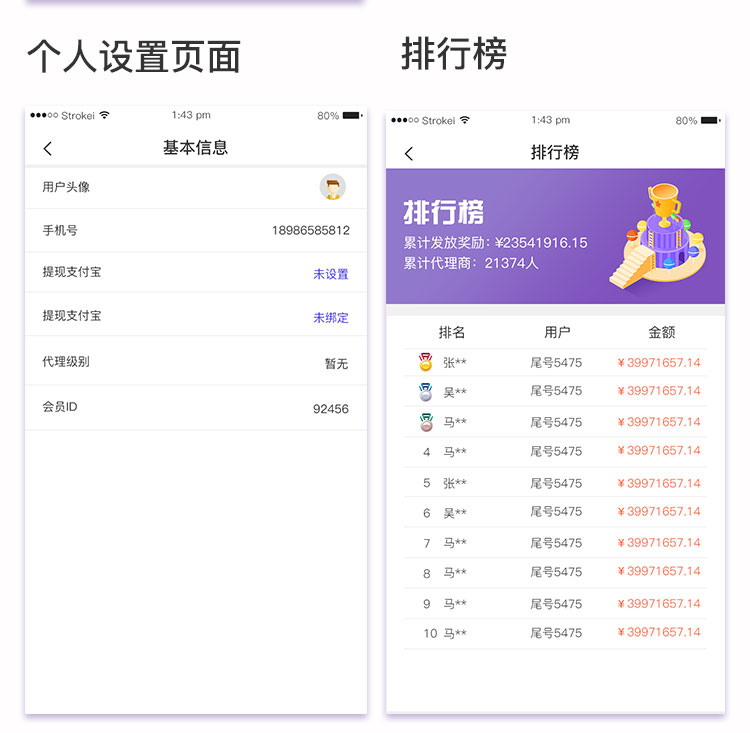 个人设置页面
●●●○○ Strokei 1:43 pm 80%
基本信息
用户头像
手机号 18986585812
提现支付宝 未设置
提现支付宝 未绑定
代理级别 暂无
会员ID 92456
排行榜
●●●○○ Strokei 1:43 pm 80%
排行榜
排行榜
累计发放奖励：¥23541916.15
累计代理商：21374人
排名 用户 金额
张** 尾号5475 ¥39971657.14
吴** 尾号5475 ¥39971657.14
马** 尾号5475 ¥39971657.14
4 马** 尾号5475 ¥39971657.14
5 张** 尾号5475 ¥39971657.14
6 吴** 尾号5475 ¥39971657.14
7 马** 尾号5475 ¥39971657.14
8 马** 尾号5475 ¥39971657.14
9 马** 尾号5475 ¥39971657.14
10 马** 尾号5475 ¥39971657.14